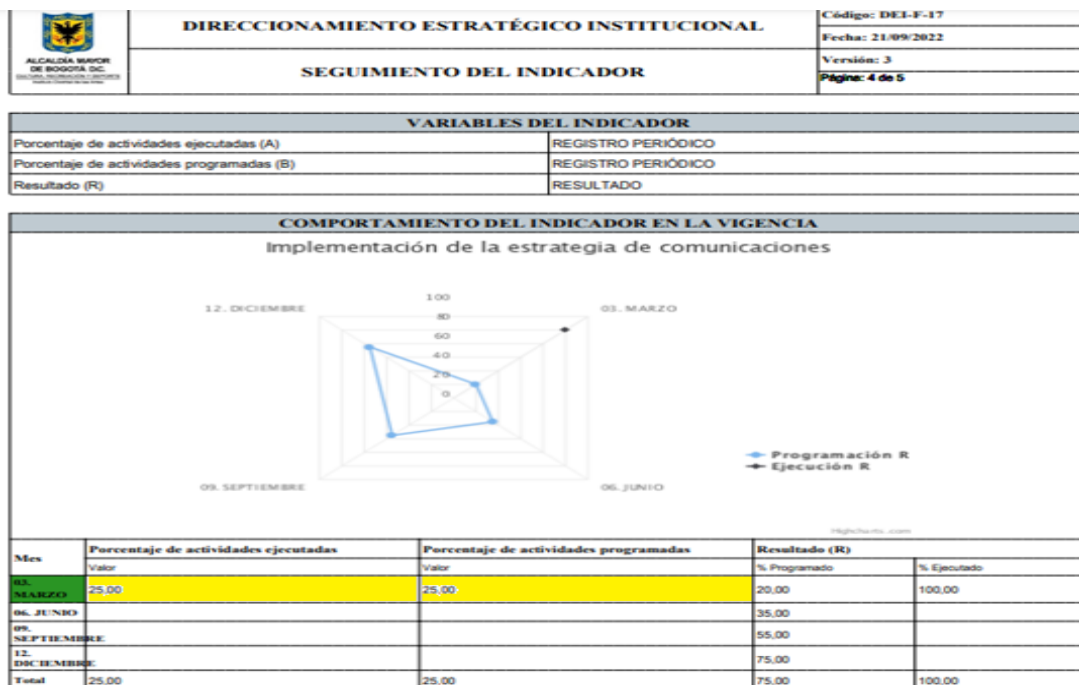 DIRECCIONAMIENTO ESTRATÉGICO INSTITUCIONAL
Código: DEI-F-17
Fecha: 21/09/2022
ALCALDÍA MAYOR
DE BOGOTÁ D.C.
CULTURA, RECREACIÓN Y DEPORTE
SEGUIMIENTO DEL INDICADOR
Versión: 3
Página: 4 de 5
VARIABLES DEL INDICADOR
Porcentaje de actividades ejecutadas (A) REGISTRO PERIÓDICO
Porcentaje de actividades programadas (B) REGISTRO PERIÓDICO
Resultado (R) RESULTADO
COMPORTAMIENTO DEL INDICADOR EN LA VIGENCIA
Implementación de la estrategia de comunicaciones
100
12. DICIEMBRE
03. MARZO
80
60
40
20
0
Programación R
Ejecución R
09. SEPTIEMBRE
06. JUNIO
Highcharts.com
Mes Porcentaje de actividades ejecutadas Porcentaje de actividades programadas Resultado (R)
Valor Valor % Programado % Ejecutado
03. MARZO 25,00 25,00 20,00 100,00
06. JUNIO 35,00
09. SEPTIEMBRE 55,00
12. DICIEMBRE 75,00
Total 25,00 25,00 75,00 100,00